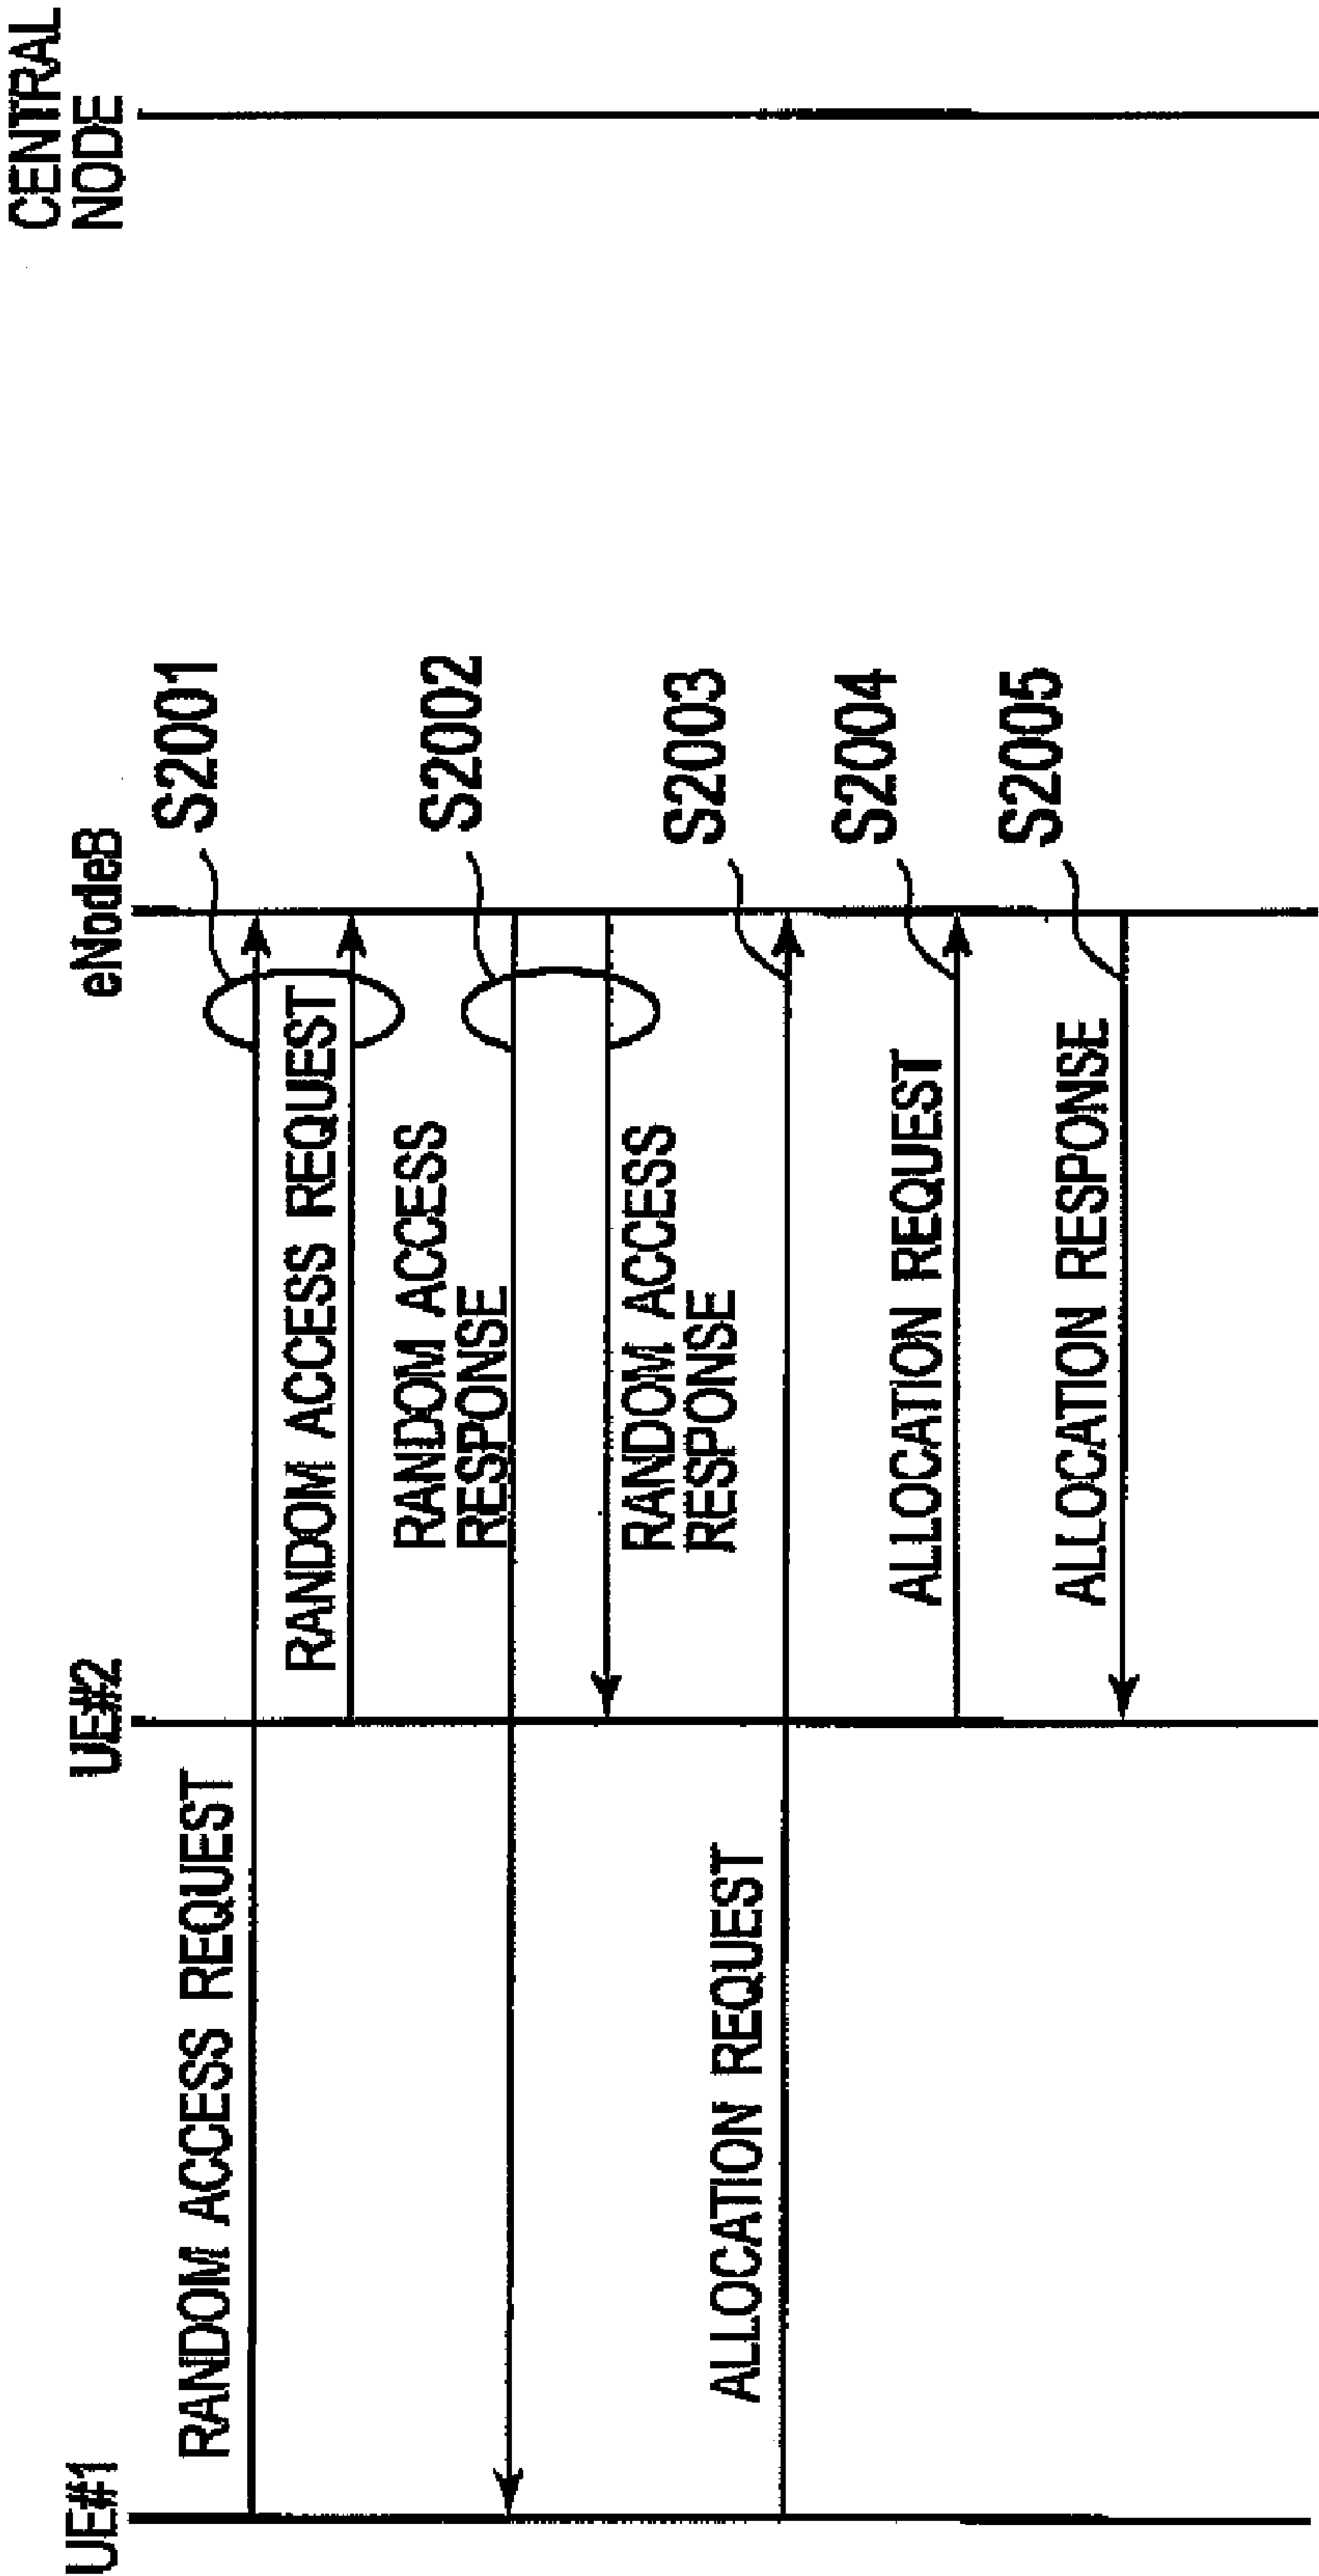 UE#1
UE#2
eNodeB
CENTRAL
NODE
RANDOM ACCESS REQUEST
S2001
RANDOM ACCESS REQUEST
RANDOM ACCESS
RESPONSE
S2002
RANDOM ACCESS
RESPONSE
ALLOCATION REQUEST
S2003
ALLOCATION REQUEST
S2004
ALLOCATION RESPONSE
S2005